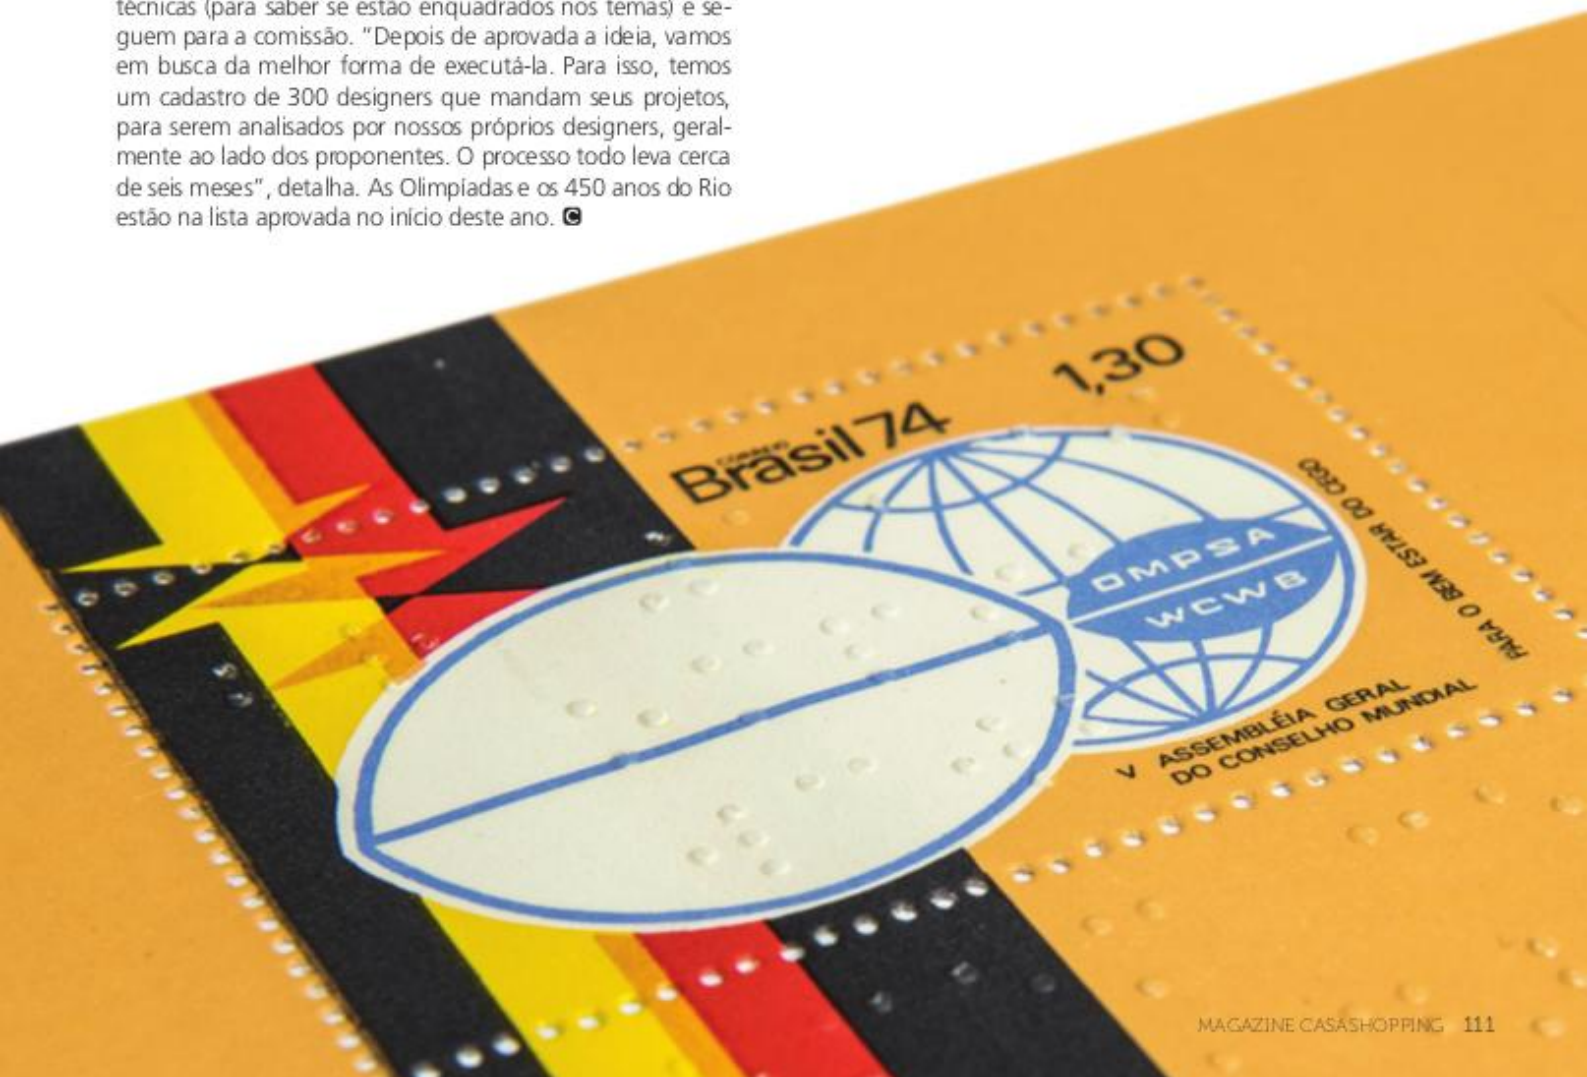 técnicas (para saber se estão enquadrados nos temas) e se-
guem para a comissão. “Depois de aprovada a ideia, vamos
em busca da melhor forma de executá-la. Para isso, temos
um cadastro de 300 designers que mandam seus projetos,
para serem analisados por nossos próprios designers, geral-
mente ao lado dos proponentes. O processo todo leva cerca
de seis meses”, detalha. As Olimpíadas e os 450 anos do Rio
estão na lista aprovada no início deste ano.
1,30
CORREIO
Brasil 74
OMPSA
WCWB
PARA O BEM ESTAR DO CEGO
V ASSEMBLÉIA GERAL
DO CONSELHO MUNDIAL
MAGAZINE CASASHOPPING 111